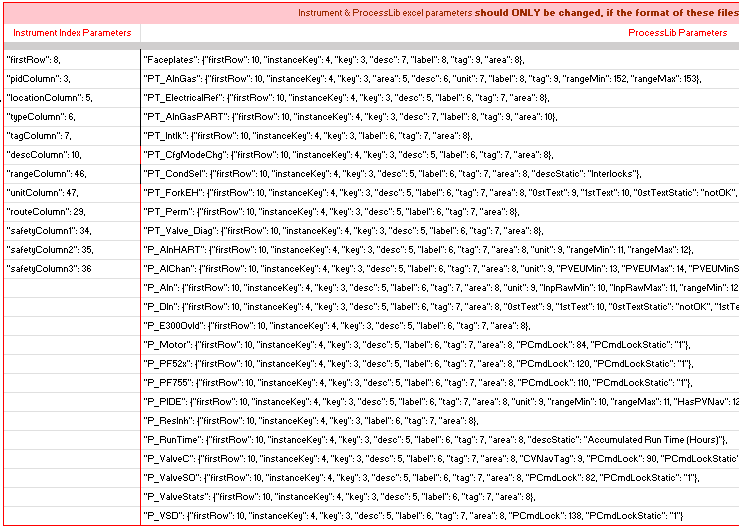 Instrument & ProcessLib excel parameters should ONLY be changed, if the format of these files
Instrument Index Parameters
ProcessLib Parameters
"firstRow": 8,
"Faceplates": {"firstRow": 10, "instanceKey": 4, "key": 3, "desc": 7, "label": 8, "tag": 9, "area": 8},
"pidColumn": 3,
"PT_AInGas": {"firstRow": 10, "instanceKey": 4, "key": 3, "area": 5, "desc": 6, "unit": 7, "label": 8, "tag": 9, "rangeMin": 152, "rangeMax": 153},
"locationColumn": 5,
"PT_ElectricalRef": {"firstRow": 10, "instanceKey": 4, "key": 3, "desc": 5, "label": 6, "tag": 7, "area": 8},
"typeColumn": 6,
"PT_AInGasPART": {"firstRow": 10, "instanceKey": 4, "key": 3, "desc": 7, "label": 8, "tag": 9, "area": 10},
"tagColumn": 7,
"PT_Intlk": {"firstRow": 10, "instanceKey": 4, "key": 3, "label": 6, "tag": 7, "area": 8},
"descColumn": 10,
"PT_CfgModeChg": {"firstRow": 10, "instanceKey": 4, "key": 3, "desc": 5, "label": 6, "tag": 7, "area": 8},
"rangeColumn": 46,
"PT_CondSel": {"firstRow": 10, "instanceKey": 4, "key": 3, "label": 6, "tag": 7, "area": 8, "descStatic": "Interlocks"},
"unitColumn": 47,
"PT_ForkEH": {"firstRow": 10, "instanceKey": 4, "key": 3, "desc": 5, "label": 6, "tag": 7, "area": 8, "0stText": 9, "1stText": 10, "0stTextStatic": "notOK",
"routeColumn": 29,
"PT_Perm": {"firstRow": 10, "instanceKey": 4, "key": 3, "desc": 5, "label": 6, "tag": 7, "area": 8},
"safetyColumn1": 34,
"PT_Valve_Diag": {"firstRow": 10, "instanceKey": 4, "key": 3, "desc": 5, "label": 6, "tag": 7, "area": 8},
"safetyColumn2": 35,
"P_AInHART": {"firstRow": 10, "instanceKey": 4, "key": 3, "desc": 5, "label": 6, "tag": 7, "area": 8, "unit": 9, "rangeMin": 11, "rangeMax": 12},
"safetyColumn3": 36
"P_AIChan": {"firstRow": 10, "instanceKey": 4, "key": 3, "desc": 5, "label": 6, "tag": 7, "area": 8, "unit": 9, "PVEUMin": 13, "PVEUMax": 14, "PVEUMinS
"P_AIn": {"firstRow": 10, "instanceKey": 4, "key": 3, "desc": 5, "label": 6, "tag": 7, "area": 8, "unit": 9, "InpRawMin": 10, "InpRawMax": 11, "rangeMin": 12
"P_DIn": {"firstRow": 10, "instanceKey": 4, "key": 3, "desc": 5, "label": 6, "tag": 7, "area": 8, "0stText": 9, "1stText": 10, "0stTextStatic": "notOK", "1stTe
"P_E300Ovld": {"firstRow": 10, "instanceKey": 4, "key": 3, "desc": 5, "label": 6, "tag": 7, "area": 8},
"P_Motor": {"firstRow": 10, "instanceKey": 4, "key": 3, "desc": 5, "label": 6, "tag": 7, "area": 8, "PCmdLock": 84, "PCmdLockStatic": "1"},
"P_PF52x": {"firstRow": 10, "instanceKey": 4, "key": 3, "desc": 5, "label": 6, "tag": 7, "area": 8, "PCmdLock": 120, "PCmdLockStatic": "1"},
"P_PF755": {"firstRow": 10, "instanceKey": 4, "key": 3, "desc": 5, "label": 6, "tag": 7, "area": 8, "PCmdLock": 110, "PCmdLockStatic": "1"},
"P_PIDE": {"firstRow": 10, "instanceKey": 4, "key": 3, "desc": 5, "label": 6, "tag": 7, "area": 8, "unit": 9, "rangeMin": 10, "rangeMax": 11, "HasPVNav": 12
"P_ResInh": {"firstRow": 10, "instanceKey": 4, "key": 3, "label": 6, "tag": 7, "area": 8},
"P_RunTime": {"firstRow": 10, "instanceKey": 4, "key": 3, "desc": 5, "label": 6, "tag": 7, "area": 8, "descStatic": "Accumulated Run Time (Hours)"},
"P_ValveC": {"firstRow": 10, "instanceKey": 4, "key": 3, "desc": 5, "label": 6, "tag": 7, "area": 8, "CVNavTag": 9, "PCmdLock": 90, "PCmdLockStatic"
"P_ValveSO": {"firstRow": 10, "instanceKey": 4, "key": 3, "desc": 5, "label": 6, "tag": 7, "area": 8, "PCmdLock": 82, "PCmdLockStatic": "1"},
"P_ValveStats": {"firstRow": 10, "instanceKey": 4, "key": 3, "desc": 5, "label": 6, "tag": 7, "area": 8},
"P_VSD": {"firstRow": 10, "instanceKey": 4, "key": 3, "desc": 5, "label": 6, "tag": 7, "area": 8, "PCmdLock": 138, "PCmdLockStatic": "1"}